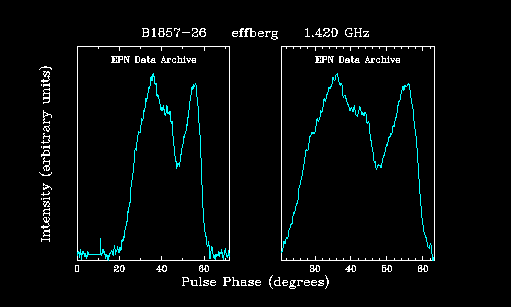 B1857-26 effberg 1.420 GHz
EPN Data Archive
EPN Data Archive
Intensity (arbitrary units)
0 20 40 60
30 40 50 60
Pulse Phase (degrees)